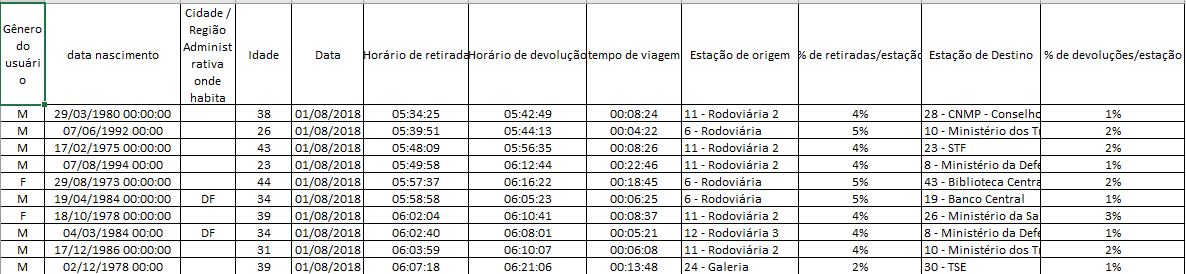 Gênero do usuário | data nascimento | Cidade / Região Administrativa onde habita | Idade | Data | Horário de retirada | Horário de devolução | tempo de viagem | Estação de origem | % de retiradas/estação | Estação de Destino | % de devoluções/estação
M | 29/03/1980 00:00:00 | | 38 | 01/08/2018 | 05:34:25 | 05:42:49 | 00:08:24 | 11 - Rodoviária 2 | 4% | 28 - CNMP - Conselho | 1%
M | 07/06/1992 00:00 | | 26 | 01/08/2018 | 05:39:51 | 05:44:13 | 00:04:22 | 6 - Rodoviária | 5% | 10 - Ministério dos Tr | 2%
M | 17/02/1975 00:00:00 | | 43 | 01/08/2018 | 05:48:09 | 05:56:35 | 00:08:26 | 11 - Rodoviária 2 | 4% | 23 - STF | 2%
M | 07/08/1994 00:00 | | 23 | 01/08/2018 | 05:49:58 | 06:12:44 | 00:22:46 | 11 - Rodoviária 2 | 4% | 8 - Ministério da Defe | 1%
F | 29/08/1973 00:00:00 | | 44 | 01/08/2018 | 05:57:37 | 06:16:22 | 00:18:45 | 6 - Rodoviária | 5% | 43 - Biblioteca Centra | 2%
M | 19/04/1984 00:00:00 | DF | 34 | 01/08/2018 | 05:58:58 | 06:05:23 | 00:06:25 | 6 - Rodoviária | 5% | 19 - Banco Central | 1%
F | 18/10/1978 00:00:00 | | 39 | 01/08/2018 | 06:02:04 | 06:10:41 | 00:08:37 | 11 - Rodoviária 2 | 4% | 26 - Ministério da Sa | 3%
M | 04/03/1984 00:00 | DF | 34 | 01/08/2018 | 06:02:40 | 06:08:01 | 00:05:21 | 12 - Rodoviária 3 | 4% | 8 - Ministério da Defe | 1%
M | 17/12/1986 00:00:00 | | 31 | 01/08/2018 | 06:03:59 | 06:10:07 | 00:06:08 | 11 - Rodoviária 2 | 4% | 10 - Ministério dos Tr | 2%
M | 02/12/1978 00:00 | | 39 | 01/08/2018 | 06:07:18 | 06:21:06 | 00:13:48 | 24 - Galeria | 2% | 30 - TSE | 1%